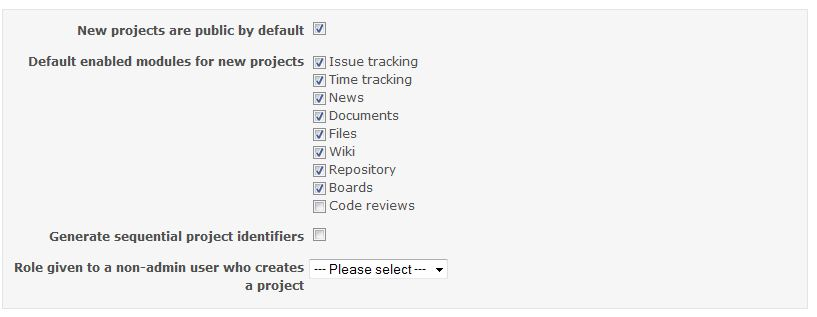 New projects are public by default
Default enabled modules for new projects
Issue tracking
Time tracking
News
Documents
Files
Wiki
Repository
Boards
Code reviews
Generate sequential project identifiers
Role given to a non-admin user who creates
a project
--- Please select ---